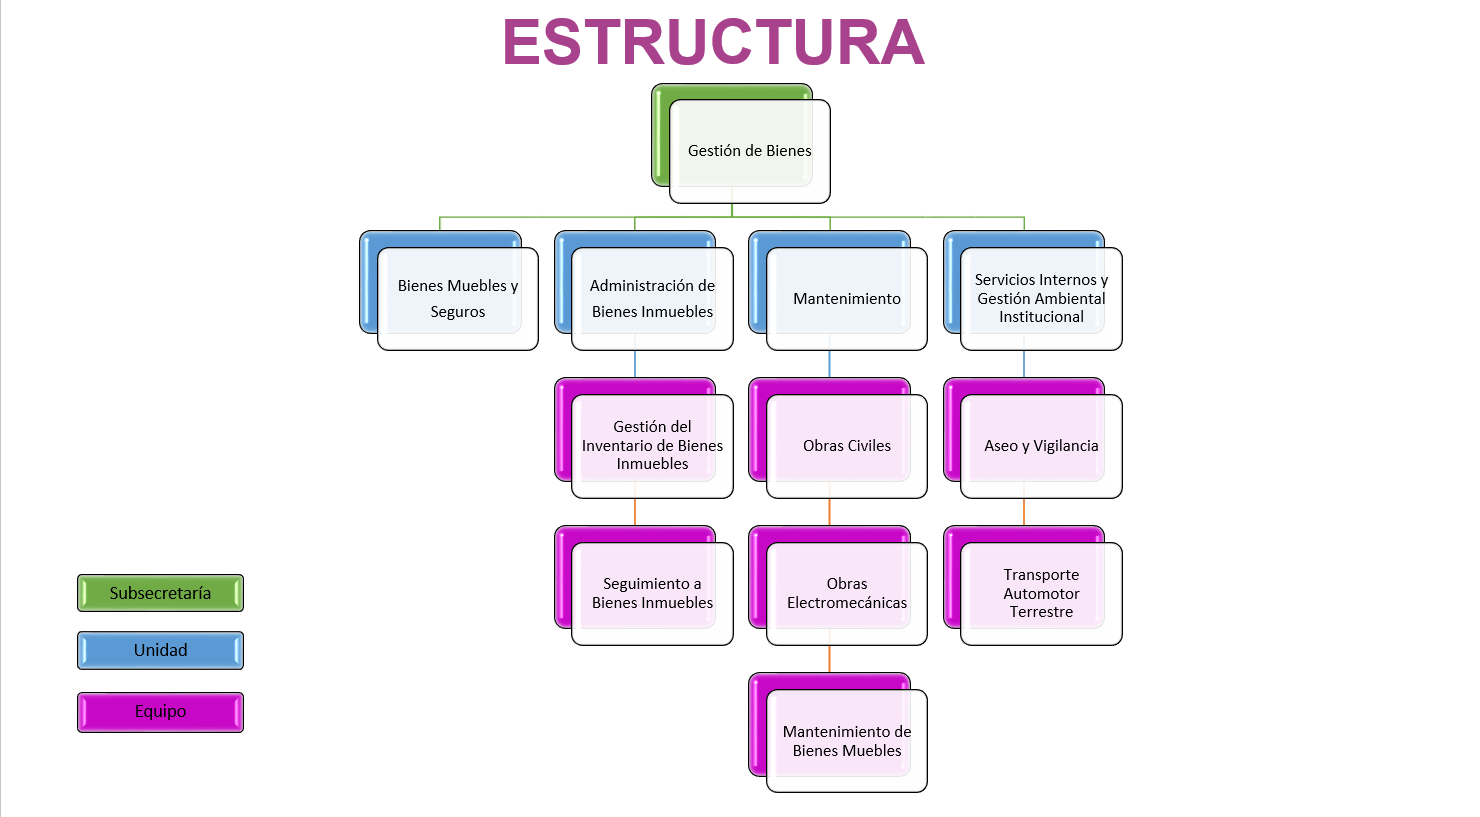 ESTRUCTURA
Gestión de Bienes
Bienes Muebles y
Seguros
Administración de
Bienes Inmuebles
Mantenimiento
Servicios Internos y
Gestión Ambiental
Institucional
Gestión del
Inventario de Bienes
Inmuebles
Obras Civiles
Aseo y Vigilancia
Seguimiento a
Bienes Inmuebles
Obras
Electromecánicas
Transporte
Automotor
Terrestre
Mantenimiento de
Bienes Muebles
Subsecretaría
Unidad
Equipo